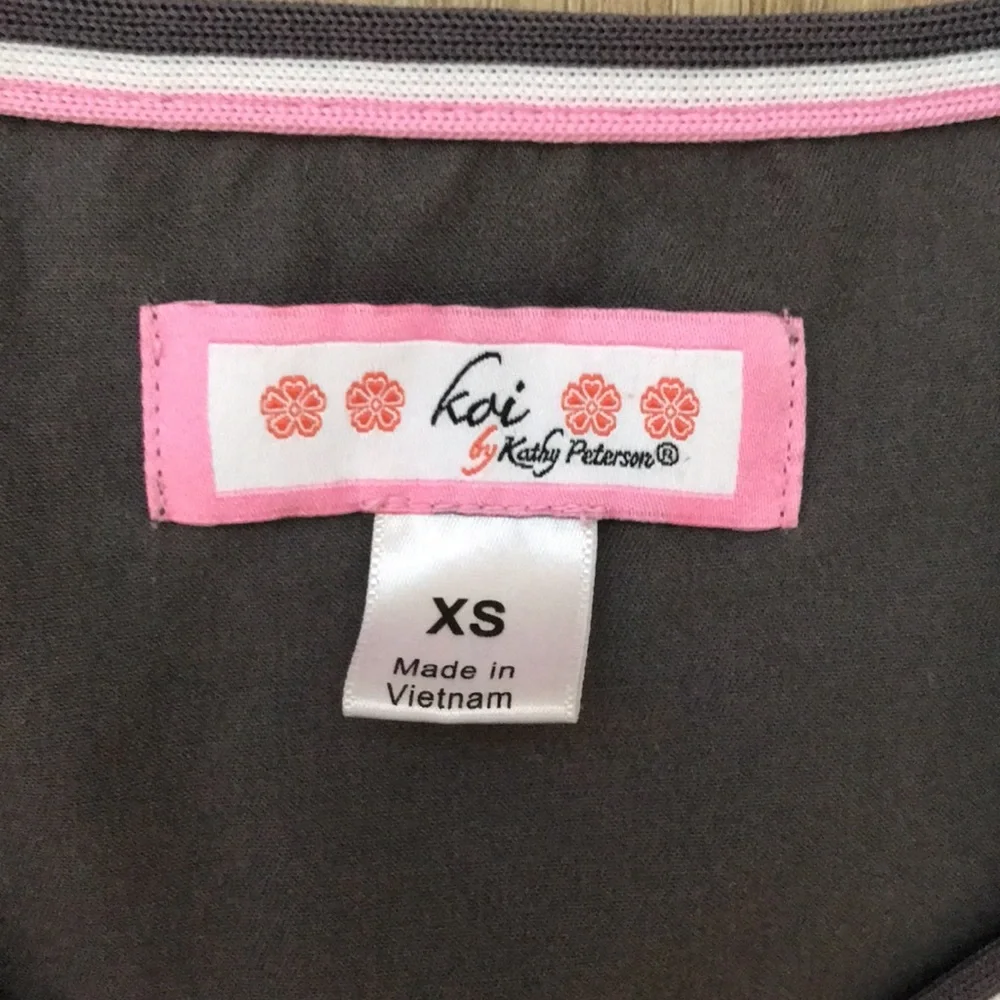 koi
by Kathy Peterson®
XS
Made in
Vietnam